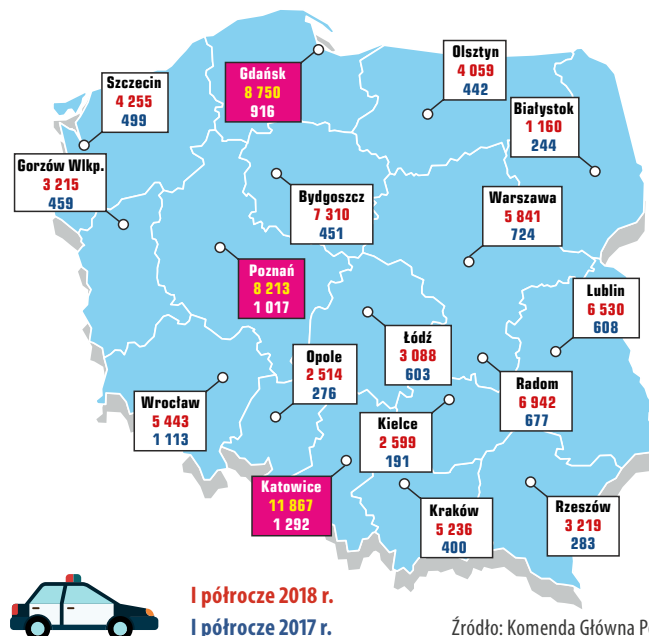 Olsztyn
4 059
442
Gdańsk
8 750
916
Szczecin
4 255
499
Białystok
1 160
244
Gorzów Wlkp.
3 215
459
Bydgoszcz
7 310
451
Warszawa
5 841
724
Poznań
8 213
1 017
Lublin
6 530
608
Łódź
3 088
603
Opole
2 514
276
Radom
6 942
677
Wrocław
5 443
1 113
Kielce
2 599
191
Katowice
11 867
1 292
Kraków
5 236
400
Rzeszów
3 219
283
I półrocze 2018 r.
I półrocze 2017 r.
Źródło: Komenda Główna